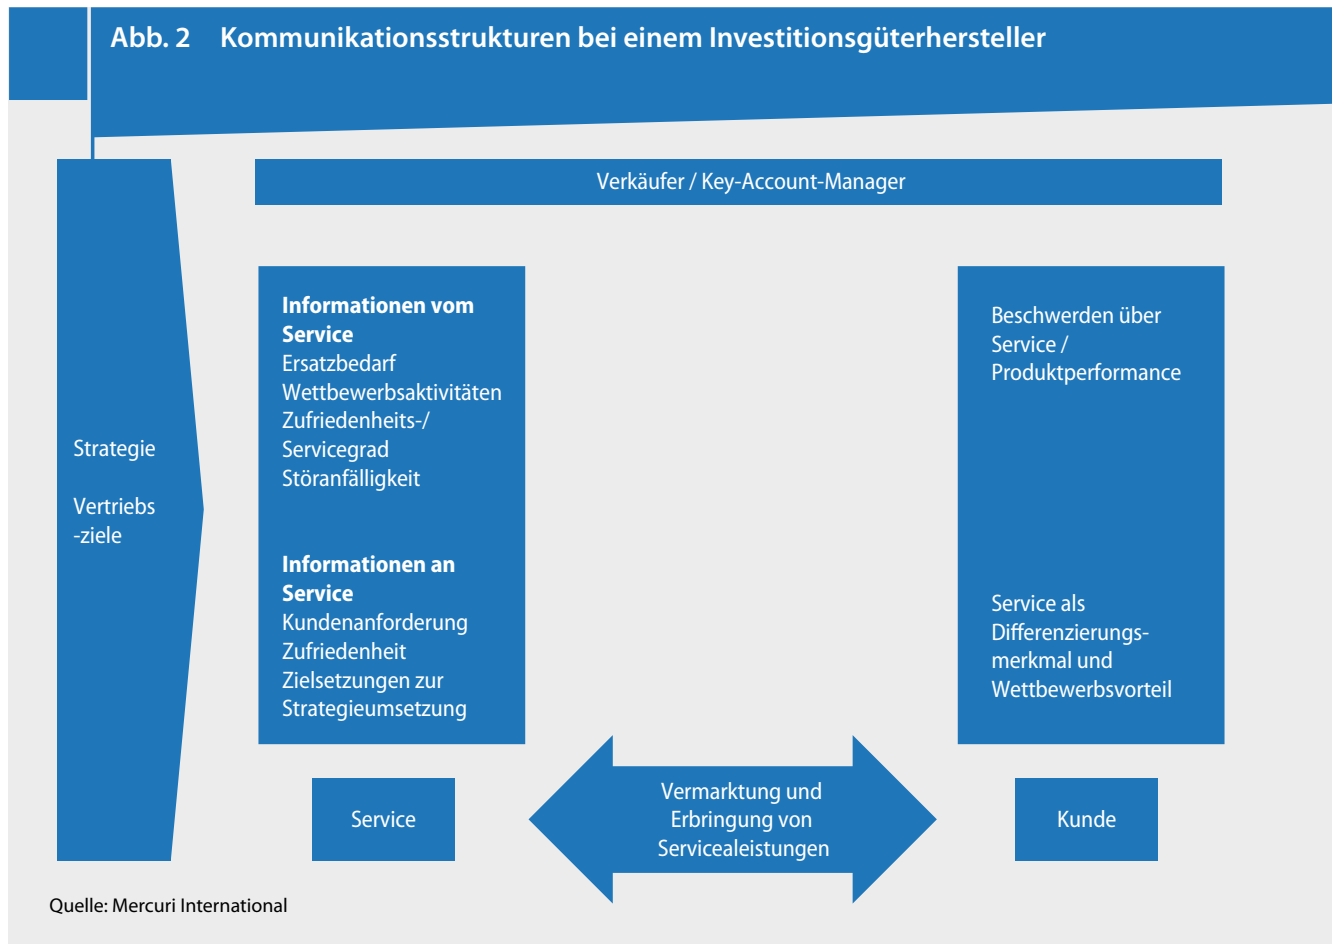 Abb. 2 Kommunikationsstrukturen bei einem Investitionsgüterhersteller
Verkäufer / Key-Account-Manager
Strategie
Vertriebs
-ziele
Informationen vom
Service
Ersatzbedarf
Wettbewerbsaktivitäten
Zufriedenheits-/
Servicegrad
Störanfälligkeit
Informationen an
Service
Kundenanforderung
Zufriedenheit
Zielsetzungen zur
Strategieumsetzung
Beschwerden über
Service /
Produktperformance
Service als
Differenzierungs-
merkmal und
Wettbewerbsvorteil
Service
Vermarktung und
Erbringung von
Servicealeistungen
Kunde
Quelle: Mercuri International